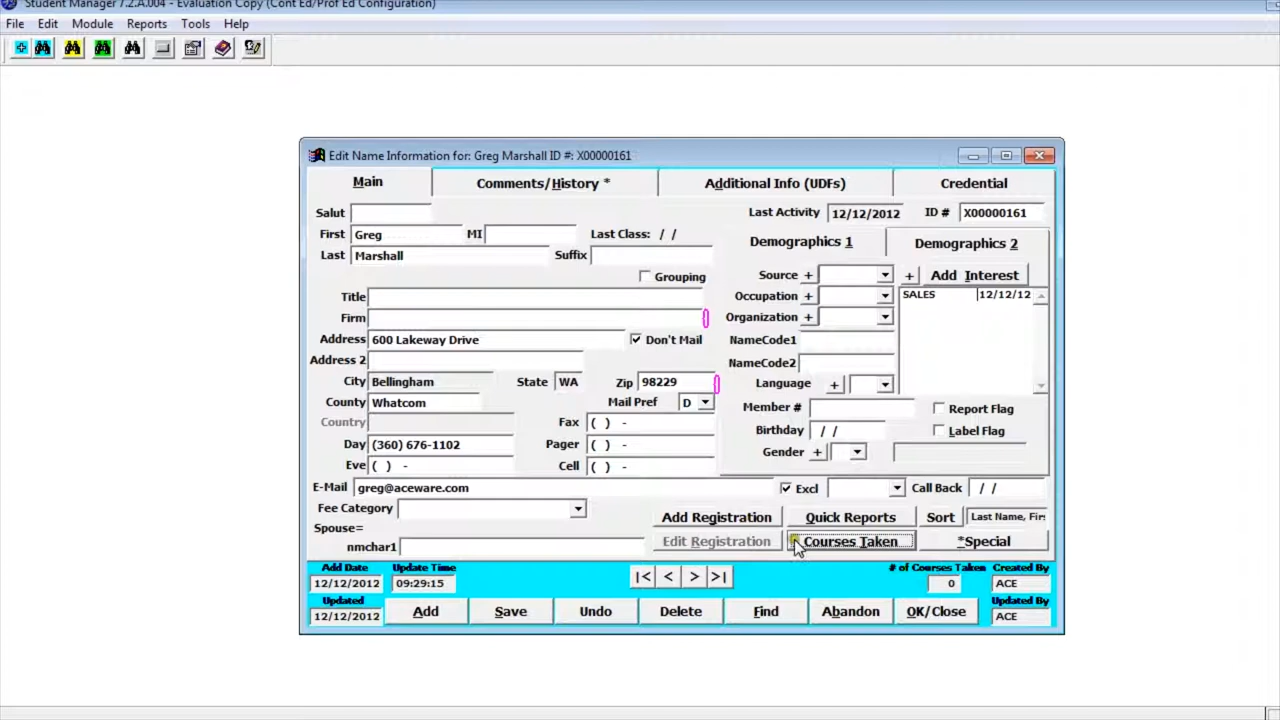 Student Manager 7.2.A.004 - Evaluation Copy (Cont Ed/Prof Ed Configuration)
File Edit Module Reports Tools Help
Edit Name Information for: Greg Marshall ID #: X00000161
Main Comments/History * Additional Info (UDFs) Credential
Salut Last Activity 12/12/2012 ID # X00000161
First Greg MI Last Class: / / Demographics 1 Demographics 2
Last Marshall Suffix
Grouping Source + + Add Interest
Title Occupation + SALES 12/12/12
Firm Organization +
Address 600 Lakeway Drive Don't Mail NameCode1
Address 2 NameCode2
City Bellingham State WA Zip 98229 Language +
County Whatcom Mail Pref D Member # Report Flag
Country Fax ( ) - Birthday / / Label Flag
Day (360) 676-1102 Pager ( ) - Gender +
Eve ( ) - Cell ( ) -
E-Mail greg@aceware.com Excl Call Back / /
Fee Category Add Registration Quick Reports Sort Last Name, Firs
Spouse=
nmchar1 Edit Registration Courses Taken *Special
Add Date Update Time # of Courses Taken Created By
12/12/2012 09:29:15 |< < > >| 0 ACE
Updated Updated By
12/12/2012 Add Save Undo Delete Find Abandon OK/Close ACE